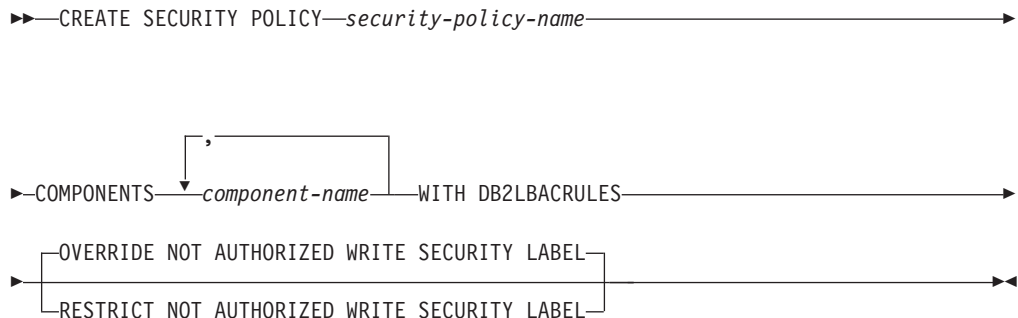 CREATE SECURITY POLICY security-policy-name
,
COMPONENTS component-name WITH DB2LBACRULES
OVERRIDE NOT AUTHORIZED WRITE SECURITY LABEL
RESTRICT NOT AUTHORIZED WRITE SECURITY LABEL